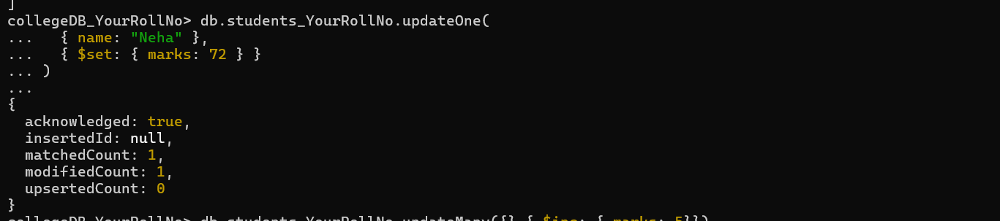 ]
collegeDB_YourRollNo> db.students_YourRollNo.updateOne(
...   { name: "Neha" },
...   { $set: { marks: 72 } }
... )
...
{
  acknowledged: true,
  insertedId: null,
  matchedCount: 1,
  modifiedCount: 1,
  upsertedCount: 0
}
collegeDB_YourRollNo> db.students_YourRollNo.updateMany({} { $inc: { marks: 5}})